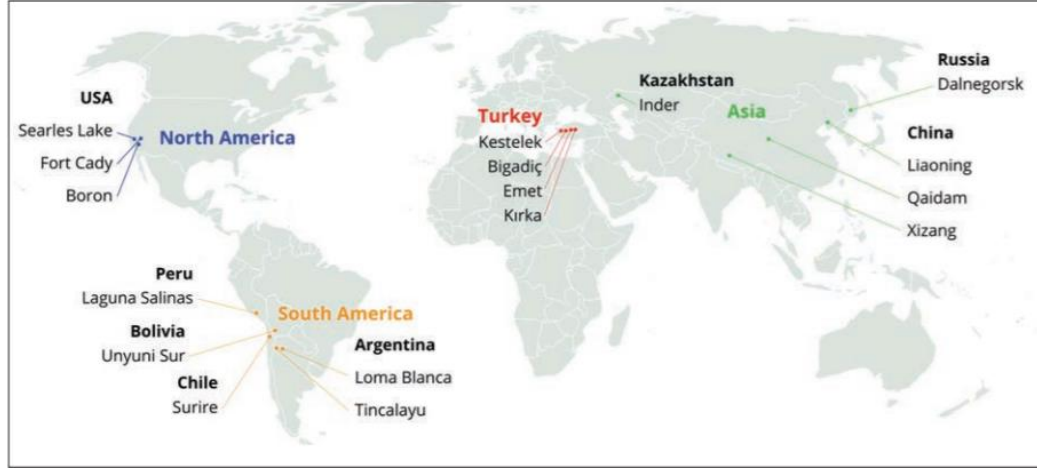 USA
Searles Lake
Fort Cady
Boron
North America
Peru
Laguna Salinas
Bolivia
Unyuni Sur
Chile
Surire
South America
Argentina
Loma Blanca
Tincalayu
Turkey
Kestelek
Bigadiç
Emet
Kırka
Kazakhstan
Inder
Asia
Russia
Dalnegorsk
China
Liaoning
Qaidam
Xizang